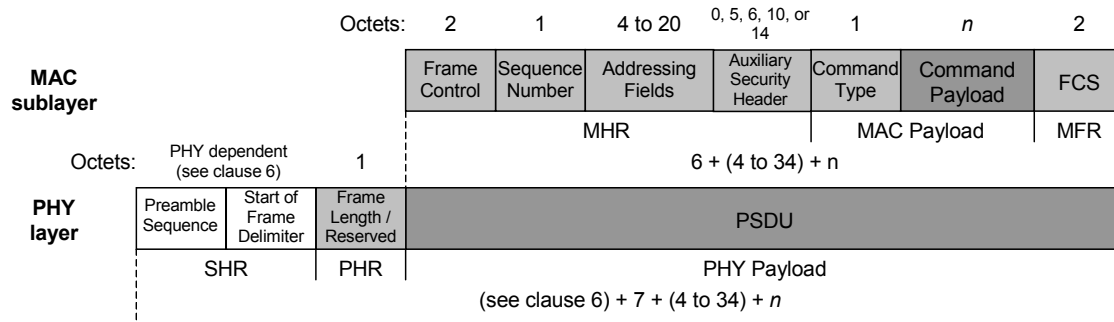 Octets: 2 1 4 to 20 0, 5, 6, 10, or 14 1 n 2
MAC sublayer
Frame Control
Sequence Number
Addressing Fields
Auxiliary Security Header
Command Type
Command Payload
FCS
MHR MAC Payload MFR
Octets: PHY dependent (see clause 6) 1 6 + (4 to 34) + n
PHY layer
Preamble Sequence
Start of Frame Delimiter
Frame Length / Reserved
PSDU
SHR PHR PHY Payload
(see clause 6) + 7 + (4 to 34) + n